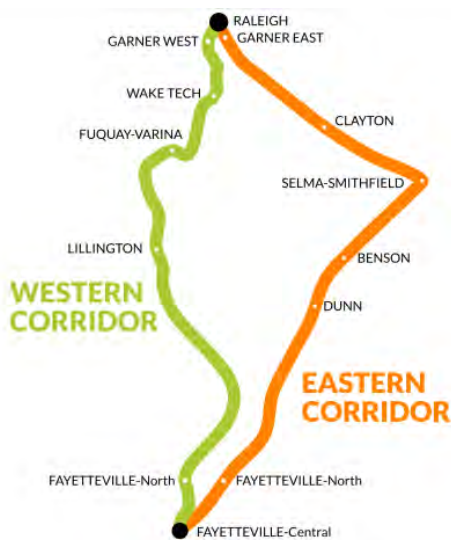 RALEIGH
GARNER WEST
GARNER EAST
WAKE TECH
CLAYTON
FUQUAY-VARINA
SELMA-SMITHFIELD
LILLINGTON
BENSON
WESTERN
CORRIDOR
DUNN
EASTERN
CORRIDOR
FAYETTEVILLE-North
FAYETTEVILLE-North
FAYETTEVILLE-Central